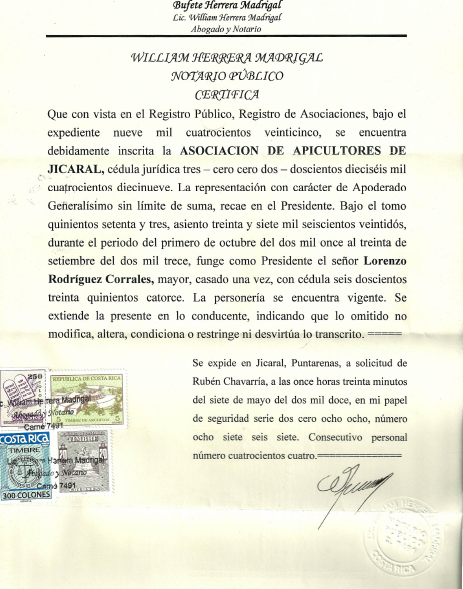 Bufete Herrera Madrigal
Lic. William Herrera Madrigal
Abogado y Notario
WILLIAM HERRERA MADRIGAL
NOTARIO PÚBLICO
CERTIFICA
Que con vista en el Registro Público, Registro de Asociaciones, bajo el
expediente nueve mil cuatrocientos veinticinco, se encuentra
debidamente inscrita la ASOCIACION DE APICULTORES DE
JICARAL, cédula jurídica tres – cero cero dos – doscientos dieciséis mil
cuatrocientos diecinueve. La representación con carácter de Apoderado
Generalísimo sin límite de suma, recae en el Presidente. Bajo el tomo
quinientos setenta y tres, asiento treinta y siete mil seiscientos veintidós,
durante el periodo del primero de octubre del dos mil once al treinta de
setiembre del dos mil trece, funge como Presidente el señor Lorenzo
Rodríguez Corrales, mayor, casado una vez, con cédula seis doscientos
treinta quinientos catorce. La personería se encuentra vigente. Se
extiende la presente en lo conducente, indicando que lo omitido no
modifica, altera, condiciona o restringe ni desvirtúa lo transcrito. =====
Se expide en Jicaral, Puntarenas, a solicitud de
Rubén Chavarría, a las once horas treinta minutos
del siete de mayo del dos mil doce, en mi papel
de seguridad serie dos cero ocho ocho, número
ocho siete seis siete. Consecutivo personal
número cuatrocientos cuatro.============
250
REPUBLICA DE COSTA RICA
c. William Herrera Madrigal
Abogado y Notario
5 TIMBRE DE
Carné 7491
COSTA RICA
TIMBRE
TIMBRE
Lic. William Herrera Madrigal
Abogado y Notario
Carné 7491
300 COLONES
WILLIAM HERRERA
COSTA RICA